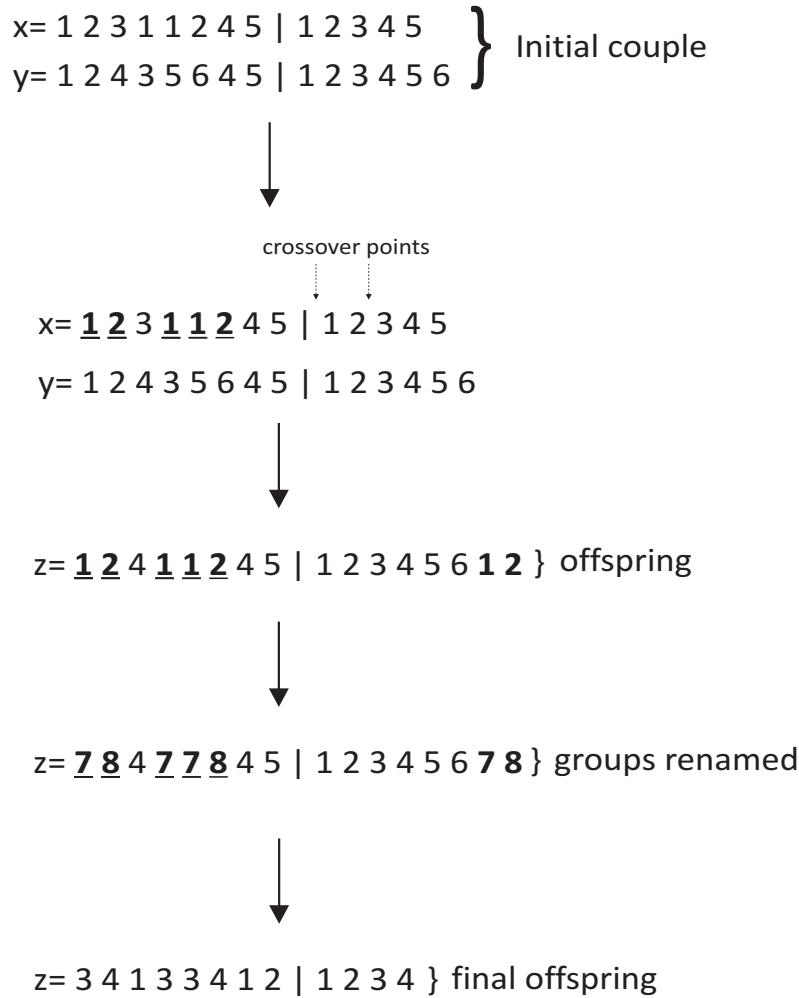 x= 1 2 3 1 1 2 4 5 | 1 2 3 4 5
y= 1 2 4 3 5 6 4 5 | 1 2 3 4 5 6
} Initial couple
crossover points
x= 1 2 3 1 1 2 4 5 | 1 2 3 4 5
y= 1 2 4 3 5 6 4 5 | 1 2 3 4 5 6
z= 1 2 4 1 1 2 4 5 | 1 2 3 4 5 6 1 2 } offspring
z= 7 8 4 7 7 8 4 5 | 1 2 3 4 5 6 7 8 } groups renamed
z= 3 4 1 3 3 4 1 2 | 1 2 3 4 } final offspring